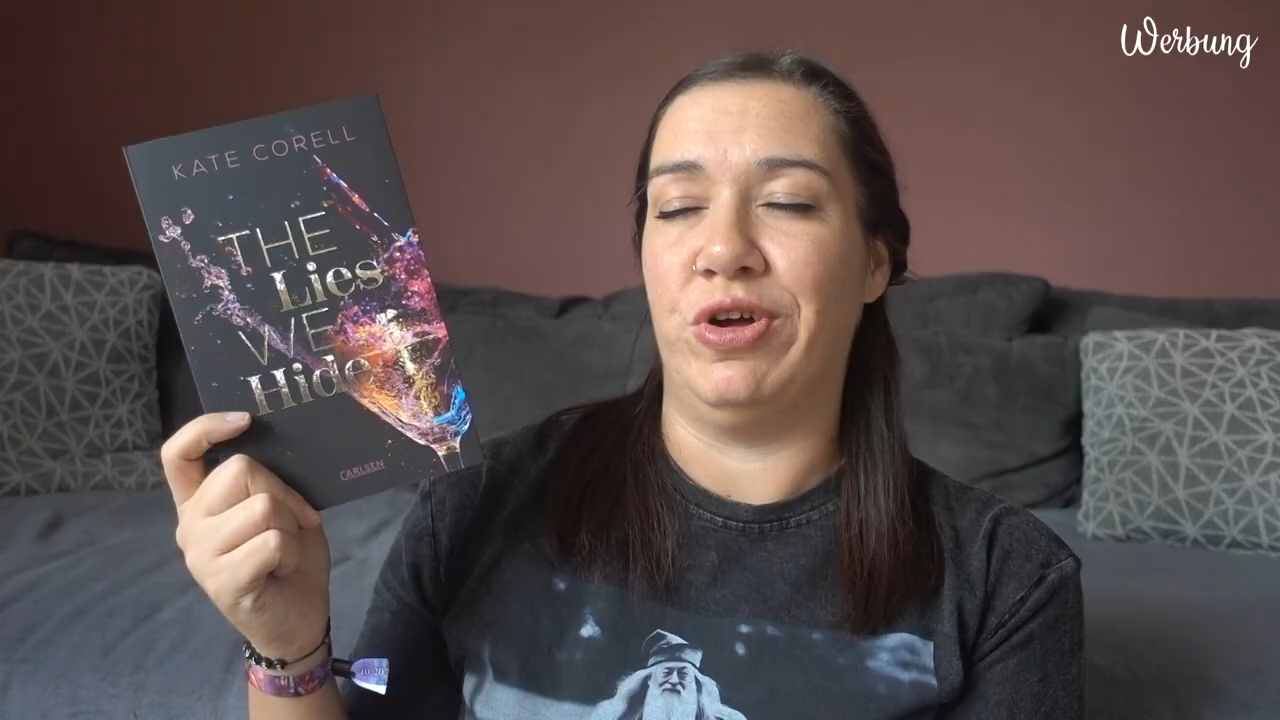 Werbung
KATE CORELL
THE
Lies
WE
Hide
CARLSEN